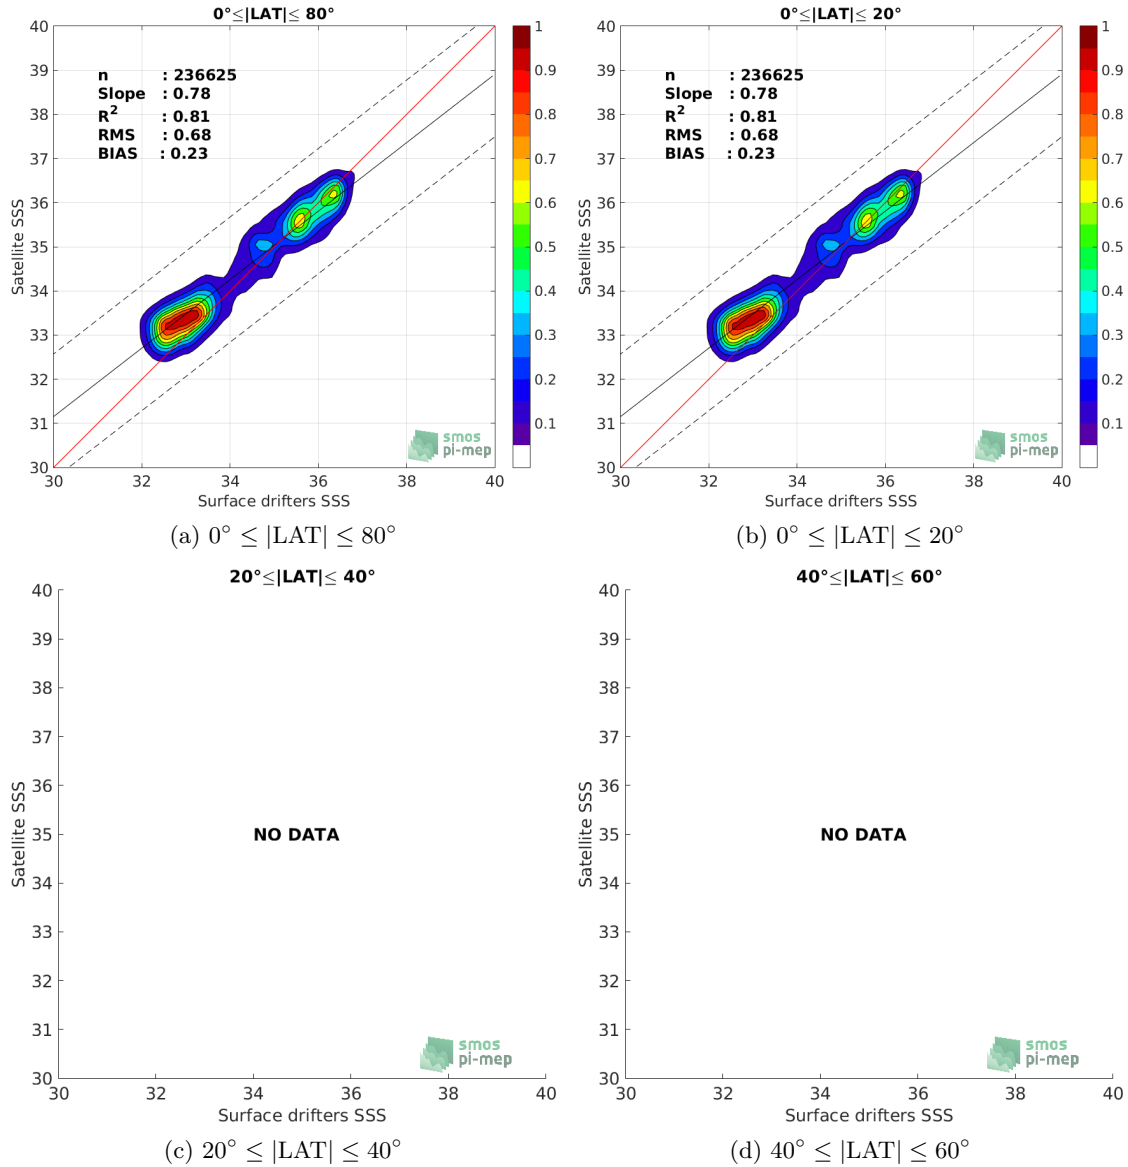 0°≤|LAT|≤ 80°
40
39
38
37
36
35
34
33
32
31
30
Satellite SSS
n : 236625
Slope : 0.78
R2 : 0.81
RMS : 0.68
BIAS : 0.23
smos
pi-mep
30 32 34 36 38 40
Surface drifters SSS
1
0.9
0.8
0.7
0.6
0.5
0.4
0.3
0.2
0.1
(a) 0° ≤ |LAT| ≤ 80°
0°≤|LAT|≤ 20°
40
39
38
37
36
35
34
33
32
31
30
Satellite SSS
n : 236625
Slope : 0.78
R2 : 0.81
RMS : 0.68
BIAS : 0.23
smos
pi-mep
30 32 34 36 38 40
Surface drifters SSS
1
0.9
0.8
0.7
0.6
0.5
0.4
0.3
0.2
0.1
(b) 0° ≤ |LAT| ≤ 20°
20°≤|LAT|≤ 40°
40
39
38
37
36
35
34
33
32
31
30
Satellite SSS
NO DATA
smos
pi-mep
30 32 34 36 38 40
Surface drifters SSS
(c) 20° ≤ |LAT| ≤ 40°
40°≤|LAT|≤ 60°
40
39
38
37
36
35
34
33
32
31
30
Satellite SSS
NO DATA
smos
pi-mep
30 32 34 36 38 40
Surface drifters SSS
(d) 40° ≤ |LAT| ≤ 60°